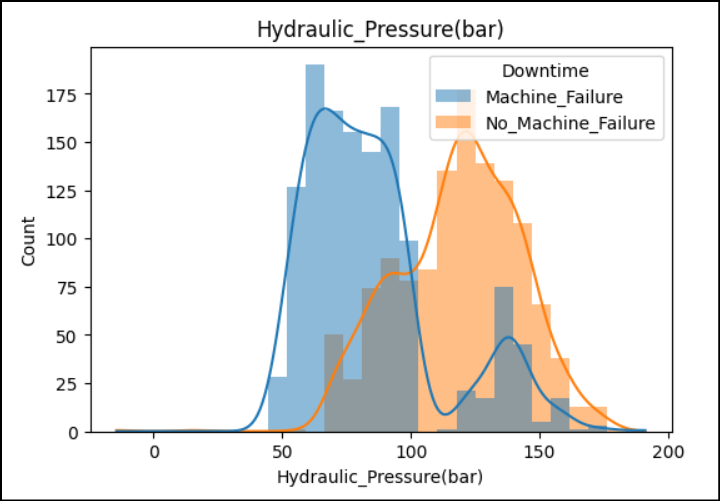 Hydraulic_Pressure(bar)
Downtime
Machine_Failure
No_Machine_Failure
175
150
125
100
75
50
25
0
Count
0 50 100 150 200
Hydraulic_Pressure(bar)